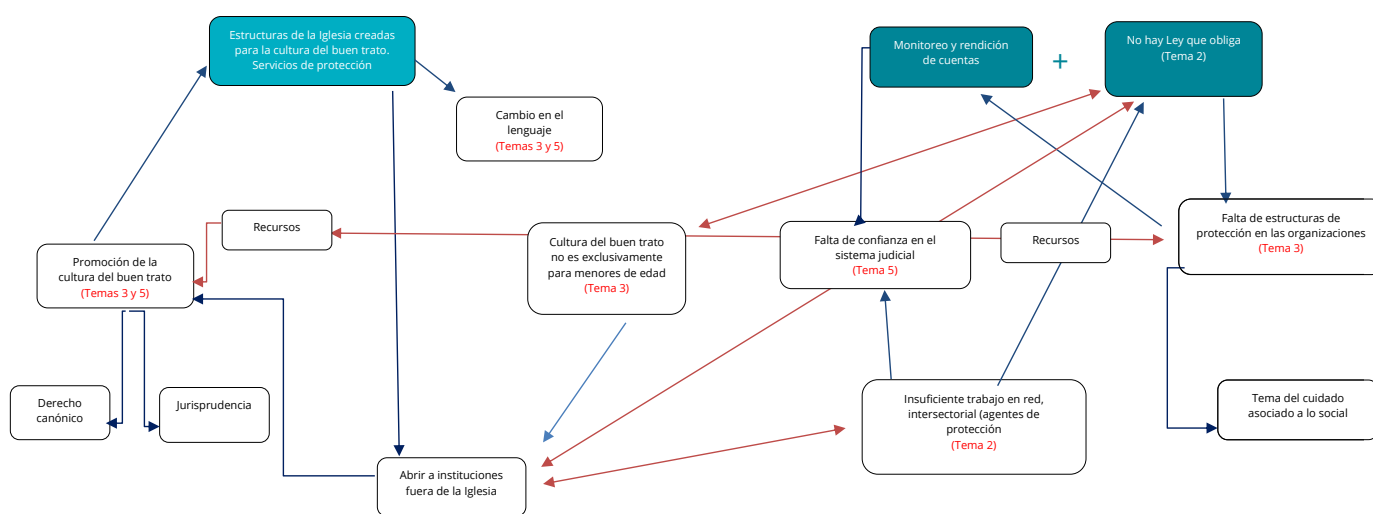 Estructuras de la Iglesia creadas
para la cultura del buen trato.
Servicios de protección
Monitoreo y rendición
de cuentas
+
No hay Ley que obliga
(Tema 2)
Cambio en el
lenguaje
(Temas 3 y 5)
Recursos
Promoción de la
cultura del buen trato
(Temas 3 y 5)
Cultura del buen trato
no es exclusivamente
para menores de edad
(Tema 3)
Falta de confianza en el
sistema judicial
(Tema 5)
Recursos
Falta de estructuras de
protección en las organizaciones
(Tema 3)
Derecho
canónico
Jurisprudencia
Insuficiente trabajo en red,
intersectorial (agentes de
protección
(Tema 2)
Tema del cuidado
asociado a lo social
Abrir a instituciones
fuera de la Iglesia